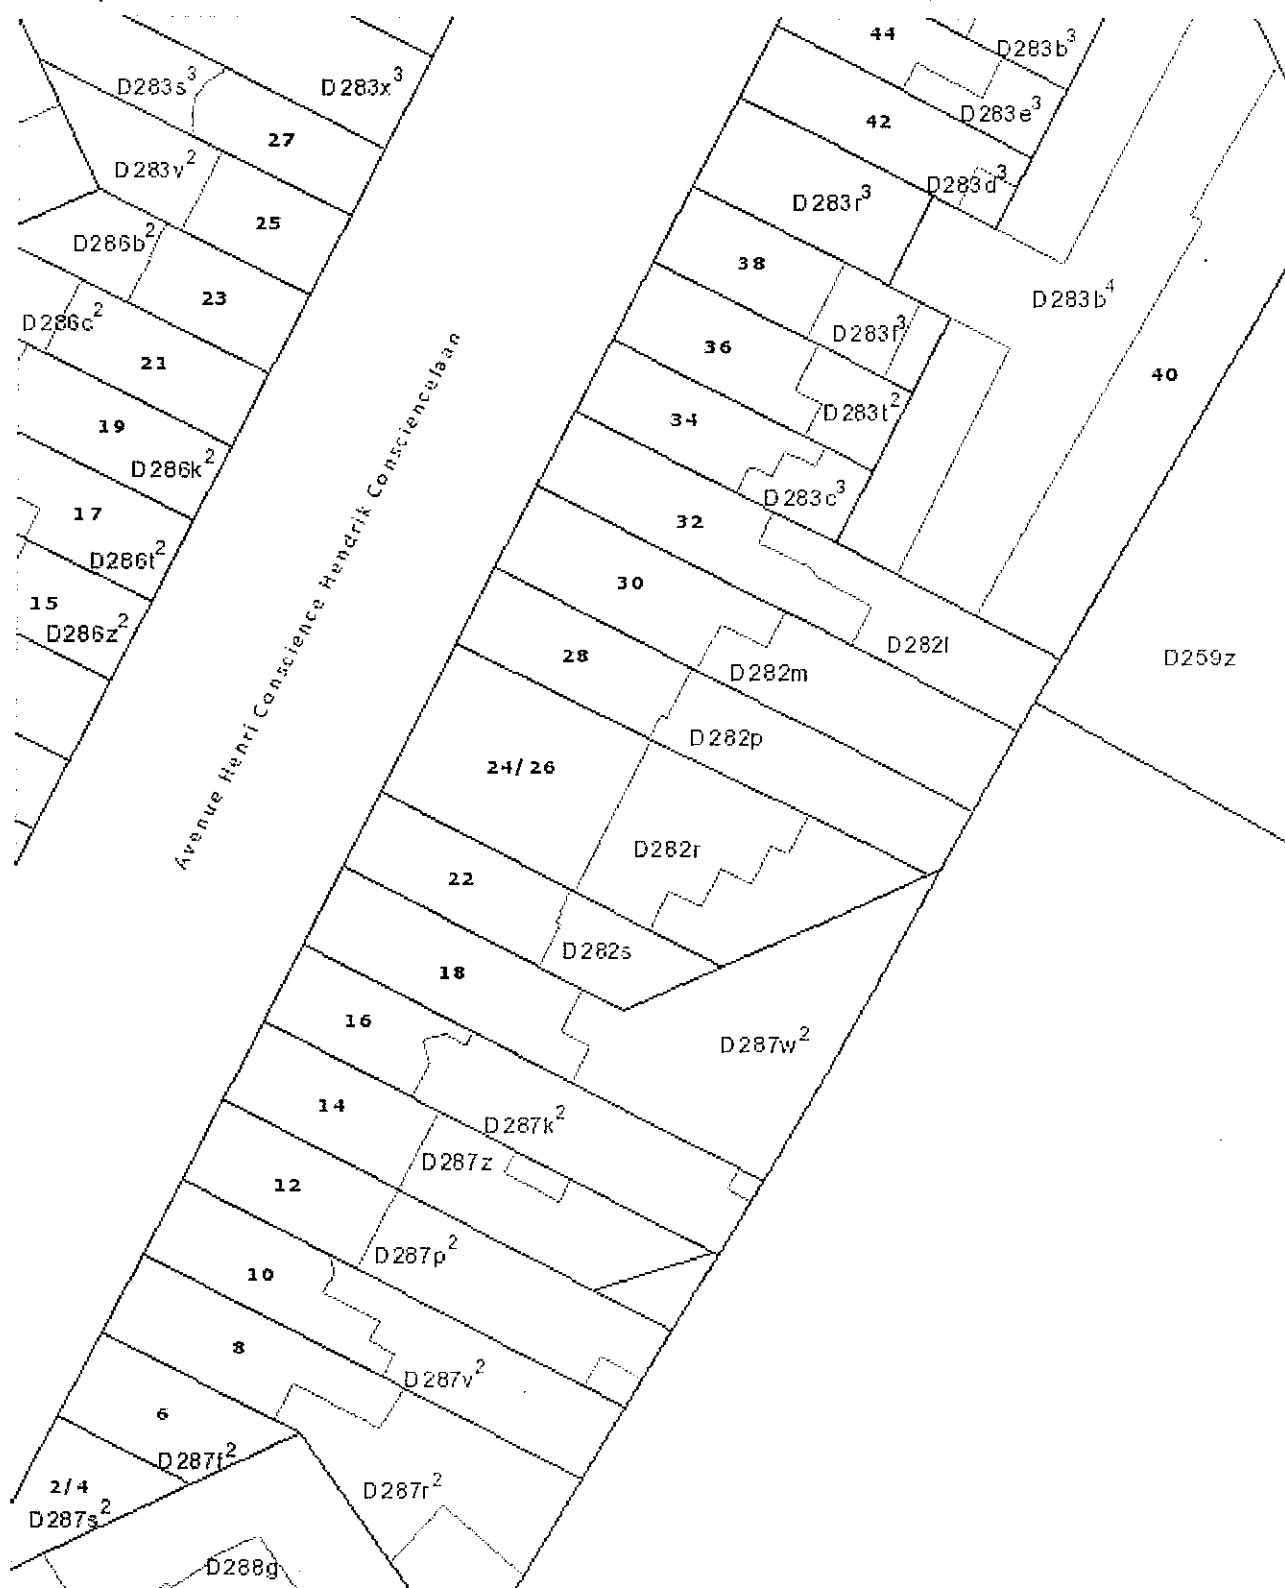 44
D283b³
D283s³
D283x³
D283e³
42
27
D283v²
D283d³
D283r³
25
D286b²
38
23
D283b⁴
D286c²
D283f³
36
21
40
D283t²
34
19
D286k²
D283c³
17
32
D286t²
30
15
D286z²
D282l
28
D282m
D259z
Avenue Henri Conscience Hendrik Consciencelaan
D282p
24/26
D282r
22
D282s
18
16
D287w²
14
D287k²
D287z
12
D287p²
10
8
D287v²
6
D287f²
2/4
D287r²
D287s²
D288g